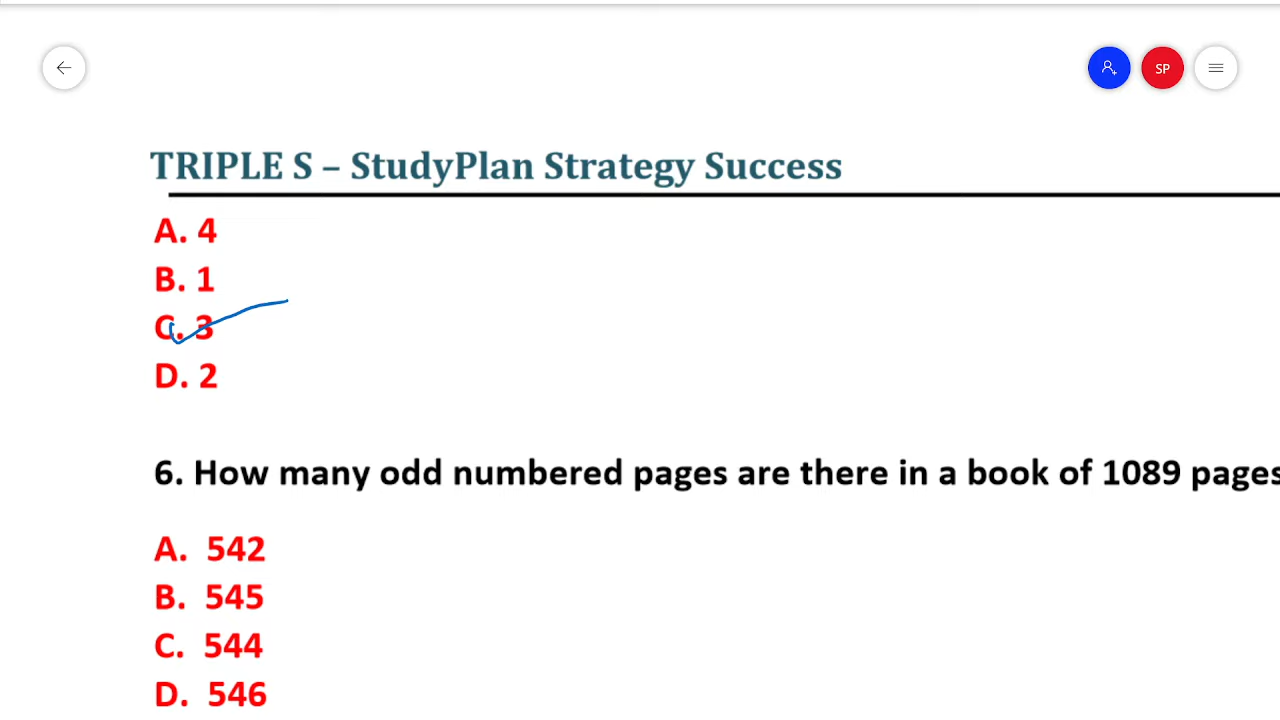 SP
TRIPLE S – StudyPlan Strategy Success
A. 4
B. 1
C. 3
D. 2
6. How many odd numbered pages are there in a book of 1089 pages
A. 542
B. 545
C. 544
D. 546